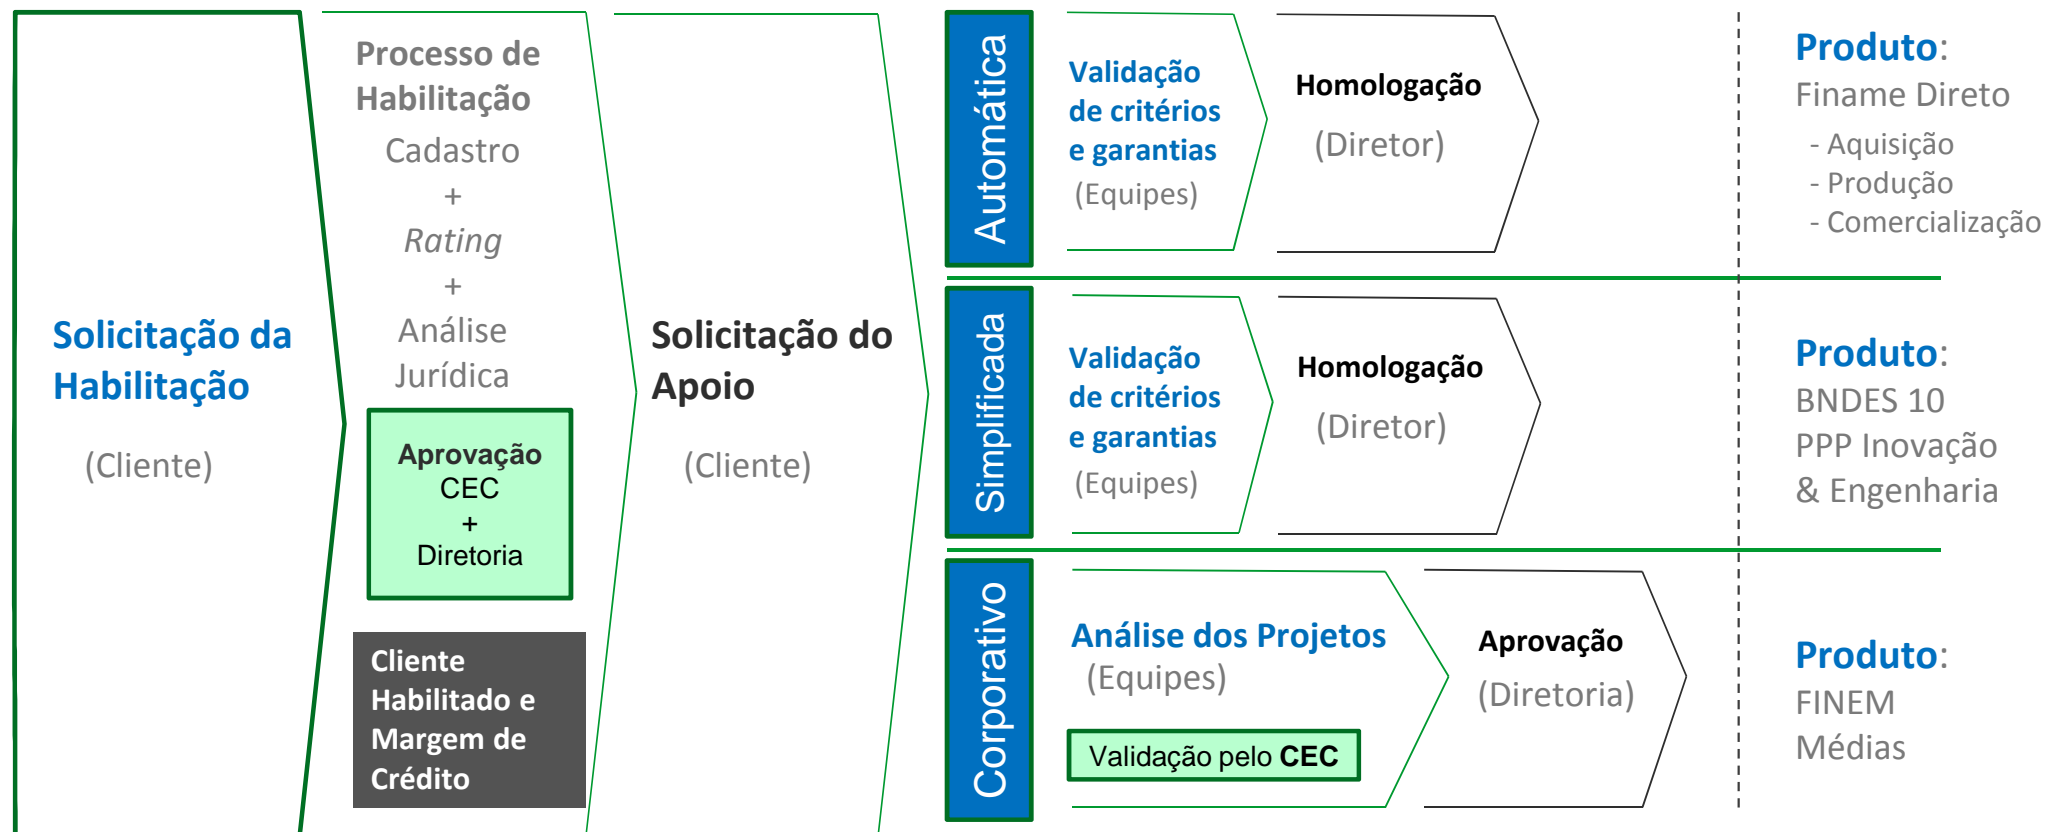 Solicitação da
Habilitação
(Cliente)
Processo de
Habilitação
Cadastro
+
Rating
+
Análise
Jurídica
Aprovação
CEC
+
Diretoria
Cliente
Habilitado e
Margem de
Crédito
Solicitação do
Apoio
(Cliente)
Automática
Validação
de critérios
e garantias
(Equipes)
Homologação
(Diretor)
Produto:
Finame Direto
- Aquisição
- Produção
- Comercialização
Simplificada
Validação
de critérios
e garantias
(Equipes)
Homologação
(Diretor)
Produto:
BNDES 10
PPP Inovação
& Engenharia
Corporativo
Análise dos Projetos
(Equipes)
Validação pelo CEC
Aprovação
(Diretoria)
Produto:
FINEM
Médias